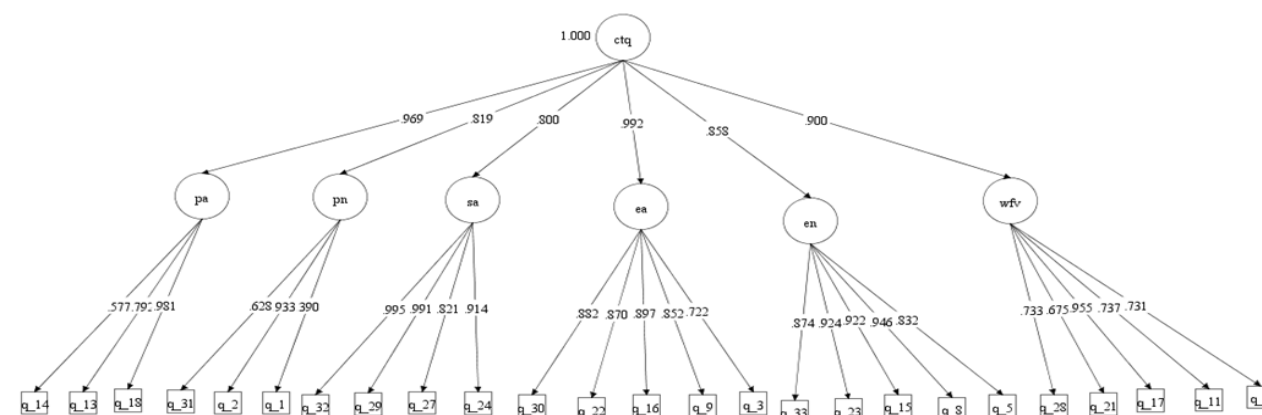 1.000 ctq
.969 .819 .800 .992 .858 .900
pa pn sa ea en wfv
.577 .792 .981 .628 .933 .390 .995 .991 .821 .914 .882 .870 .897 .852 .722 .874 .924 .922 .946 .832 .733 .675 .955 .737 .731
q_14 q_13 q_18 q_31 q_2 q_1 q_32 q_29 q_27 q_24 q_30 q_22 q_16 q_9 q_3 q_33 q_23 q_15 q_8 q_5 q_28 q_21 q_17 q_11 q_